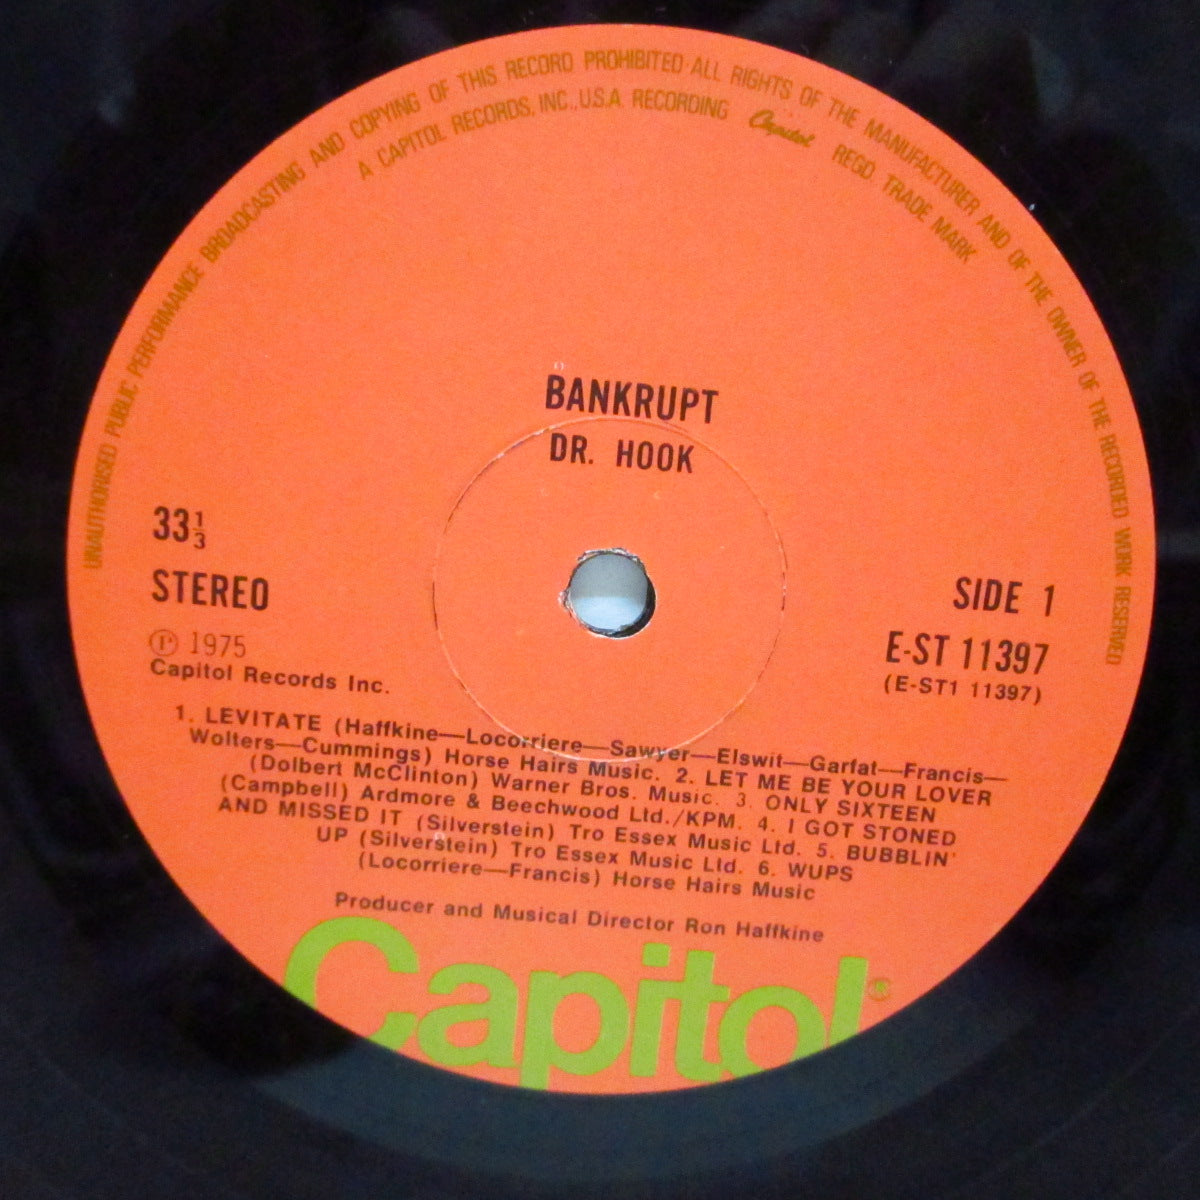 UNAUTHORISED PUBLIC PERFORMANCE BROADCASTING AND COPYING OF THIS RECORD PROHIBITED·ALL RIGHTS OF THE MANUFACTURER AND OF THE OWNER OF THE RECORDED WORK RESERVED
A CAPITOL RECORDS, INC., U.S.A RECORDING Capitol REGD TRADE MARK
BANKRUPT
DR. HOOK
33⅓
STEREO
℗ 1975
Capitol Records Inc.
SIDE 1
E-ST 11397
(E-ST1 11397)
1. LEVITATE (Haffkine—Locorriere—Sawyer—Elswit—Garfat—Francis—
Wolters—Cummings) Horse Hairs Music. 2. LET ME BE YOUR LOVER
(Dolbert McClinton) Warner Bros. Music. 3. ONLY SIXTEEN
(Campbell) Ardmore & Beechwood Ltd./KPM. 4. I GOT STONED
AND MISSED IT (Silverstein) Tro Essex Music Ltd. 5. BUBBLIN'
UP (Silverstein) Tro Essex Music Ltd. 6. WUPS
(Locorriere—Francis) Horse Hairs Music
Producer and Musical Director Ron Haffkine
Capitol®